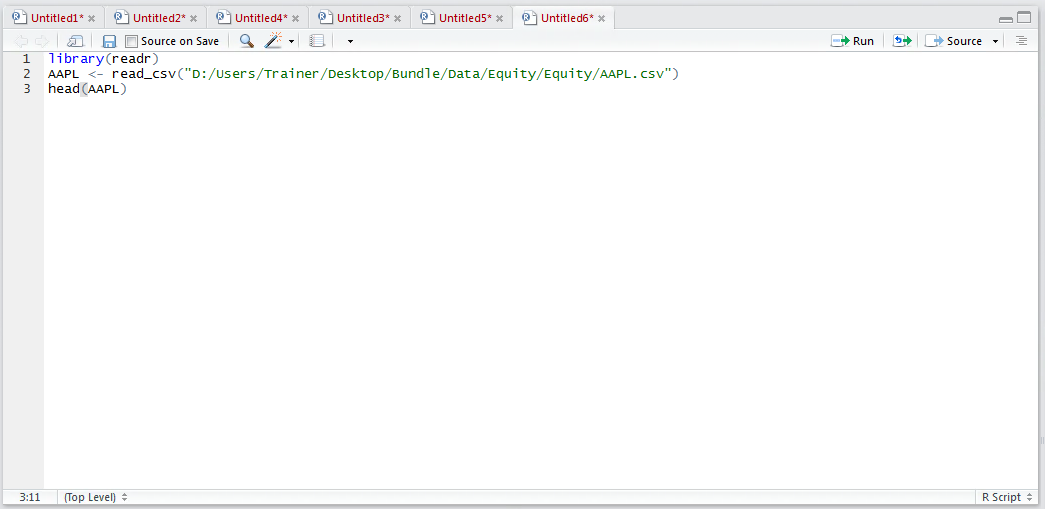 Untitled1* Untitled2* Untitled4* Untitled3* Untitled5* Untitled6*
Source on Save Run Source
1 library(readr)
2 AAPL <- read_csv("D:/Users/Trainer/Desktop/Bundle/Data/Equity/Equity/AAPL.csv")
3 head(AAPL)
3:11 (Top Level) R Script